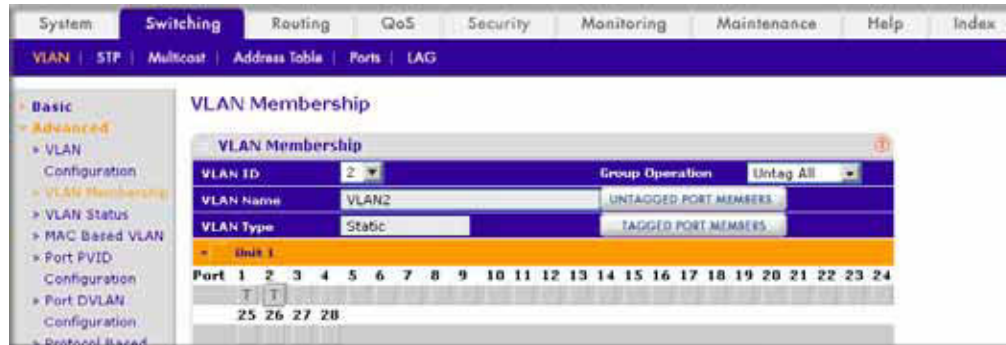 System Switching Routing QoS Security Monitoring Maintenance Help Index
VLAN STP Multicast Address Table Ports LAG
Basic
Advanced
VLAN
Configuration
VLAN Membership
VLAN Status
MAC Based VLAN
Port PVID
Configuration
Port DVLAN
Configuration
Protocol Based
VLAN Membership
VLAN Membership
VLAN ID 2 Group Operation Untag All
VLAN Name VLAN2 UNTAGGED PORT MEMBERS
VLAN Type Static TAGGED PORT MEMBERS
Unit 1
Port 1 2 3 4 5 6 7 8 9 10 11 12 13 14 15 16 17 18 19 20 21 22 23 24
T T
25 26 27 28